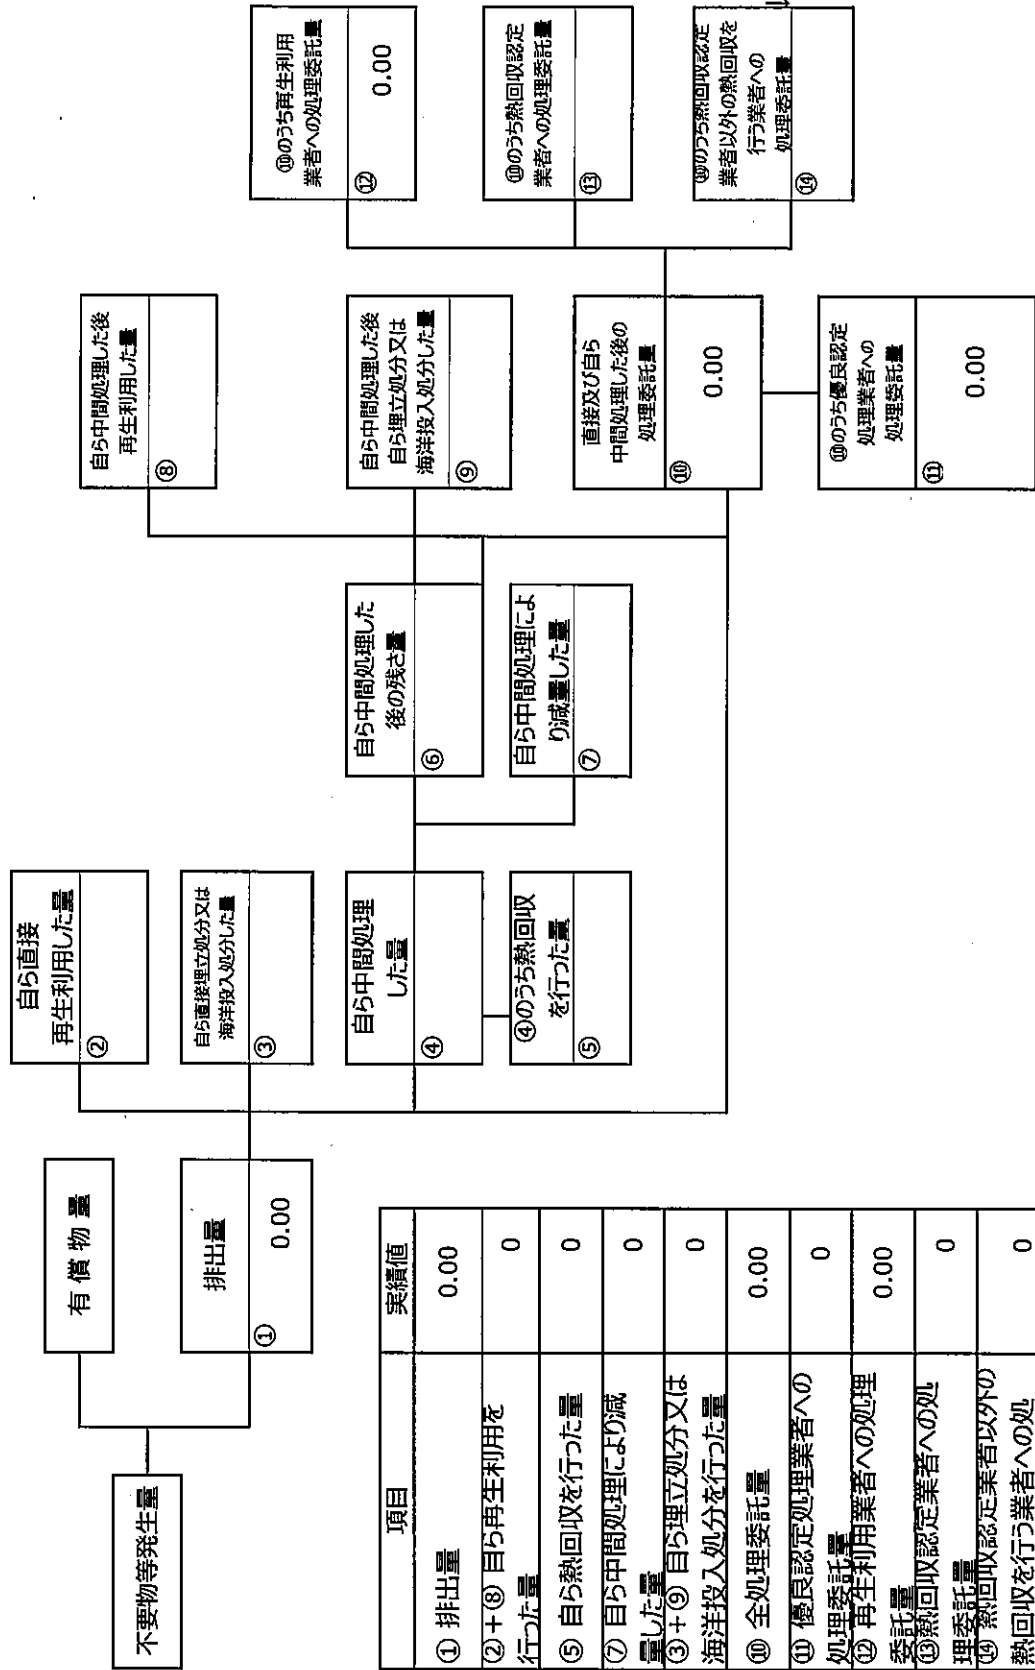 不要物等発生量
有償物量
排出量
① 0.00
自ら直接
再生利用した量
②
自ら直接埋立処分又は
海洋投入処分した量
③
自ら中間処理
した量
④
④のうち熱回収
を行った量
⑤
自ら中間処理した
後の残さ量
⑥
自ら中間処理によ
り減量した量
⑦
自ら中間処理した後
再生利用した量
⑧
自ら中間処理した後
自ら埋立処分又は
海洋投入処分した量
⑨
直接及び自ら
中間処理した後の
処理委託量
⑩ 0.00
⑩のうち優良認定
処理業者への
処理委託量
⑪ 0.00
⑩のうち再生利用
業者への処理委託量
⑫ 0.00
⑩のうち熱回収認定
業者への処理委託量
⑬
⑩のうち熱回収認定
業者以外の熱回収を
行う業者への
処理委託量
⑭
項目 実績値
① 排出量 0.00
②+⑧ 自ら再生利用を
行った量 0
⑤ 自ら熱回収を行った量 0
⑦ 自ら中間処理により減
量した量 0
③+⑨ 自ら埋立処分又は
海洋投入処分を行った量 0
⑩ 全処理委託量 0.00
⑪ 優良認定処理業者への
処理委託量 0
⑫ 再生利用業者への処理
委託量 0.00
⑬熱回収認定業者への処
理委託量 0
⑭ 熱回収認定業者以外の
熱回収を行う業者への処 0